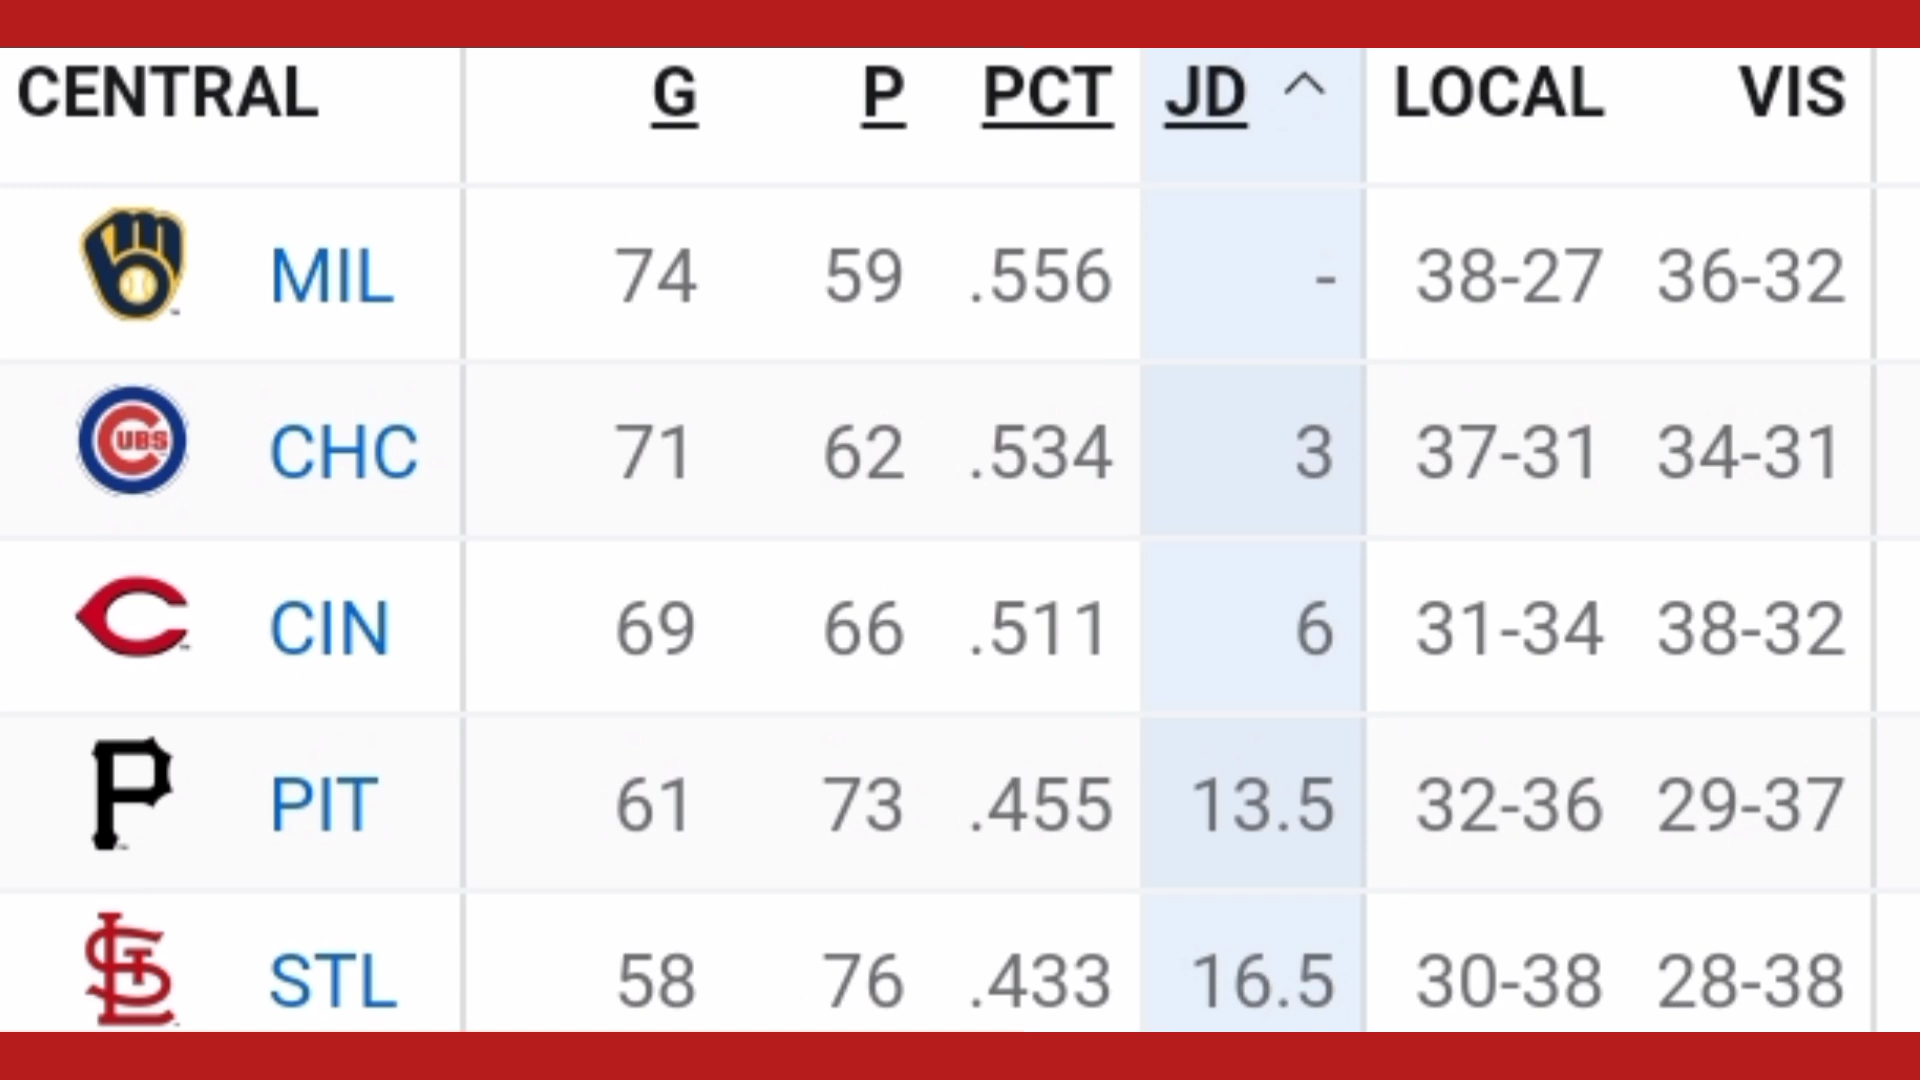 CENTRAL G P PCT JD LOCAL VIS
MIL 74 59 .556 - 38-27 36-32
CUBS CHC 71 62 .534 3 37-31 34-31
CIN 69 66 .511 6 31-34 38-32
P PIT 61 73 .455 13.5 32-36 29-37
STL STL 58 76 .433 16.5 30-38 28-38